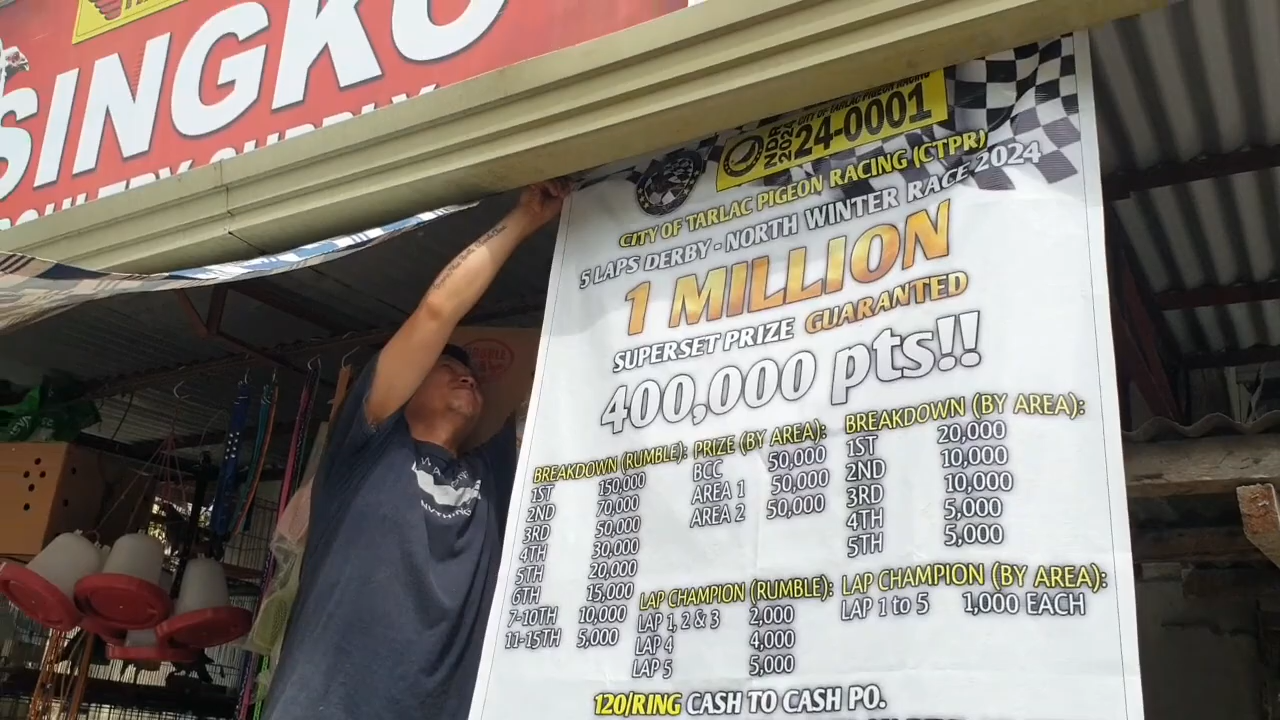 SINGKO
POULTRY SUPPLY
NDR 2024
CITY OF TARLAC PIGEON RACING
24-0001
CITY OF TARLAC PIGEON RACING (CTPR)
5 LAPS DERBY - NORTH WINTER RACE 2024
1 MILLION
SUPERSET PRIZE GUARANTED
400,000 pts!!
BREAKDOWN (RUMBLE):
1ST 150,000
2ND 70,000
3RD 50,000
4TH 30,000
5TH 20,000
6TH 15,000
7-10TH 10,000
11-15TH 5,000
PRIZE (BY AREA):
BCC 50,000
AREA 1 50,000
AREA 2 50,000
BREAKDOWN (BY AREA):
1ST 20,000
2ND 10,000
3RD 10,000
4TH 5,000
5TH 5,000
LAP CHAMPION (RUMBLE):
LAP 1, 2 & 3 2,000
LAP 4 4,000
LAP 5 5,000
LAP CHAMPION (BY AREA):
LAP 1 to 5 1,000 EACH
120/RING CASH TO CASH PO.